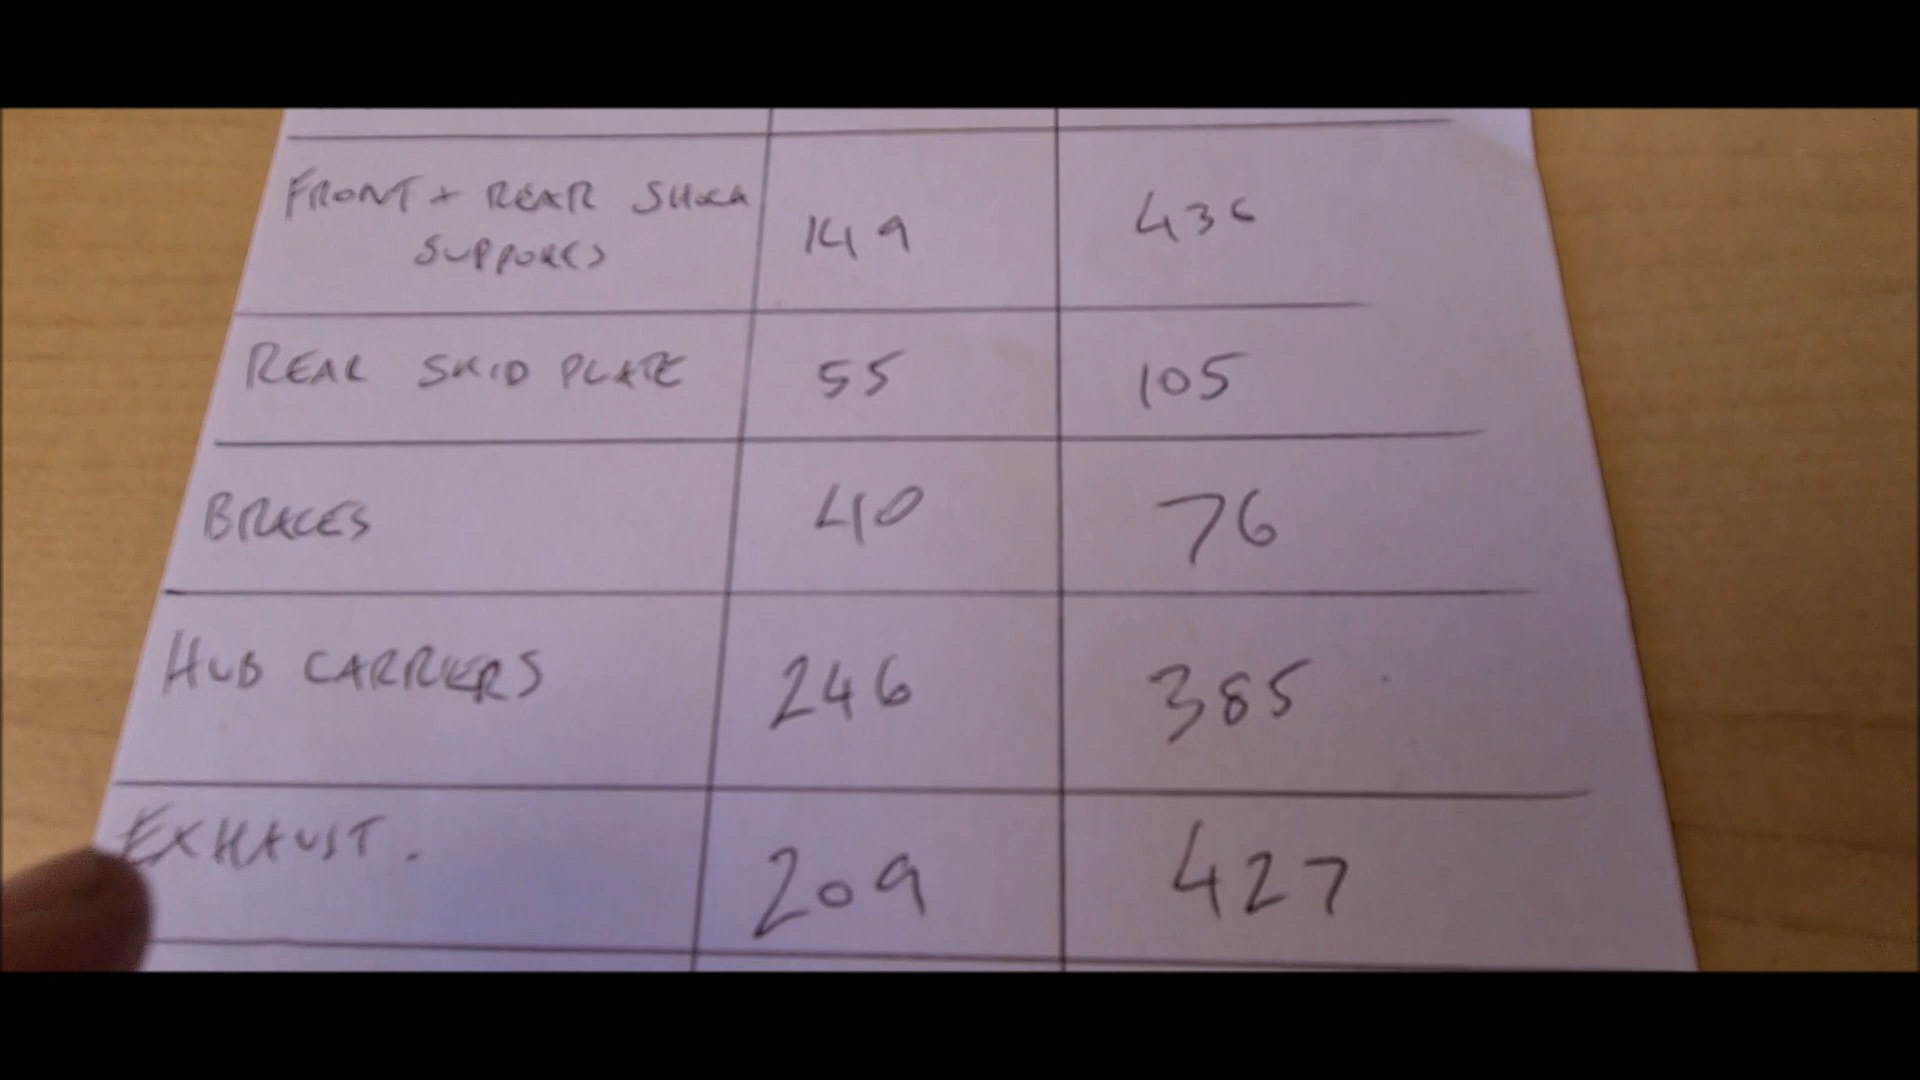 FRONT + REAR SHOCK
SUPPORTS
149
436
REAR SKID PLATE
55
105
BRACES
40
76
HUB CARRIERS
246
385
EXHAUST.
209
427